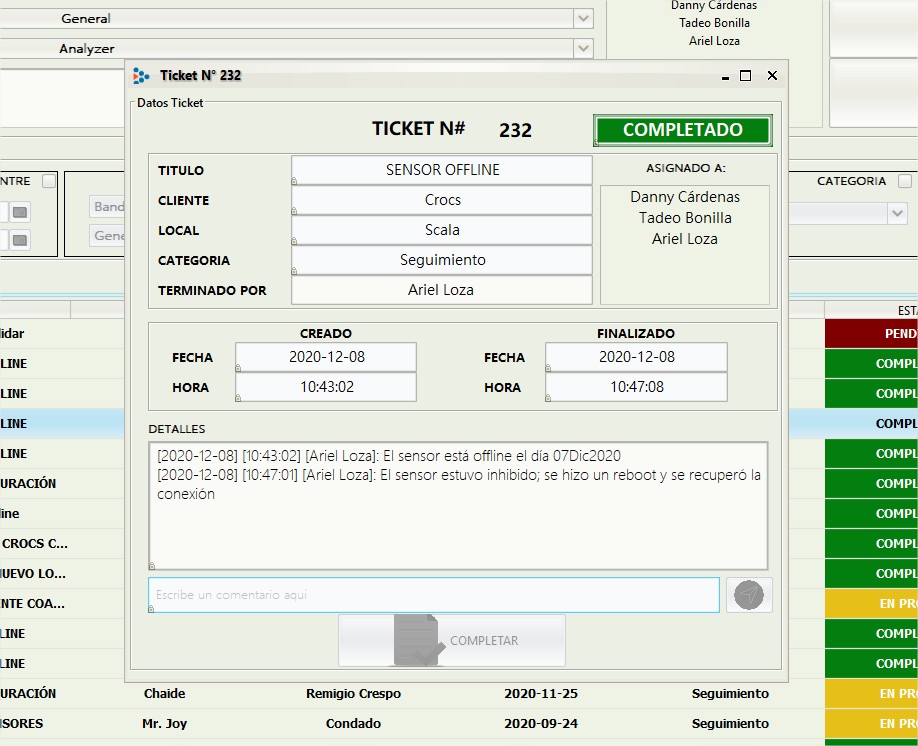 General
Analyzer
Danny Cárdenas
Tadeo Bonilla
Ariel Loza
Ticket N° 232
Datos Ticket
TICKET N# 232
COMPLETADO
TITULO SENSOR OFFLINE
CLIENTE Crocs
LOCAL Scala
CATEGORIA Seguimiento
TERMINADO POR Ariel Loza
ASIGNADO A:
Danny Cárdenas
Tadeo Bonilla
Ariel Loza
CREADO
FECHA 2020-12-08
HORA 10:43:02
FINALIZADO
FECHA 2020-12-08
HORA 10:47:08
DETALLES
[2020-12-08] [10:43:02] [Ariel Loza]: El sensor está offline el día 07Dic2020
[2020-12-08] [10:47:01] [Ariel Loza]: El sensor estuvo inhibido; se hizo un reboot y se recuperó la
conexión
Escribe un comentario aqui
COMPLETAR
NTRE
Band
Gene
CATEGORIA
EST
idar PEND
LINE COMPL
LINE COMPL
LINE COMPL
LINE COMPL
URACIÓN COMPL
line COMPL
CROCS C... COMPL
UEVO LO... COMPL
NTE COA... EN PRO
LINE COMPL
LINE COMPL
URACIÓN Chaide Remigio Crespo 2020-11-25 Seguimiento EN PRO
SORES Mr. Joy Condado 2020-09-24 Seguimiento EN PRO